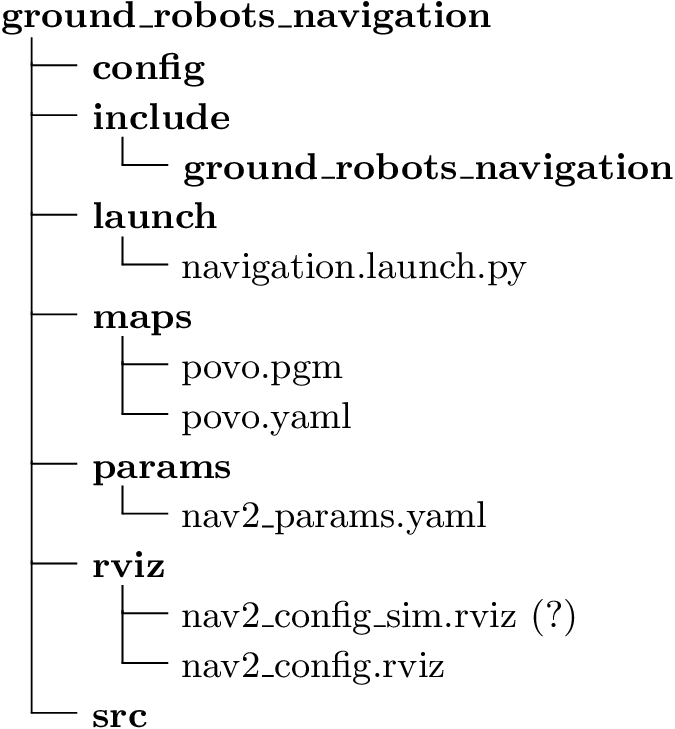 ground_robots_navigation
config
include
ground_robots_navigation
launch
navigation.launch.py
maps
povo.pgm
povo.yaml
params
nav2_params.yaml
rviz
nav2_config_sim.rviz (?)
nav2_config.rviz
src